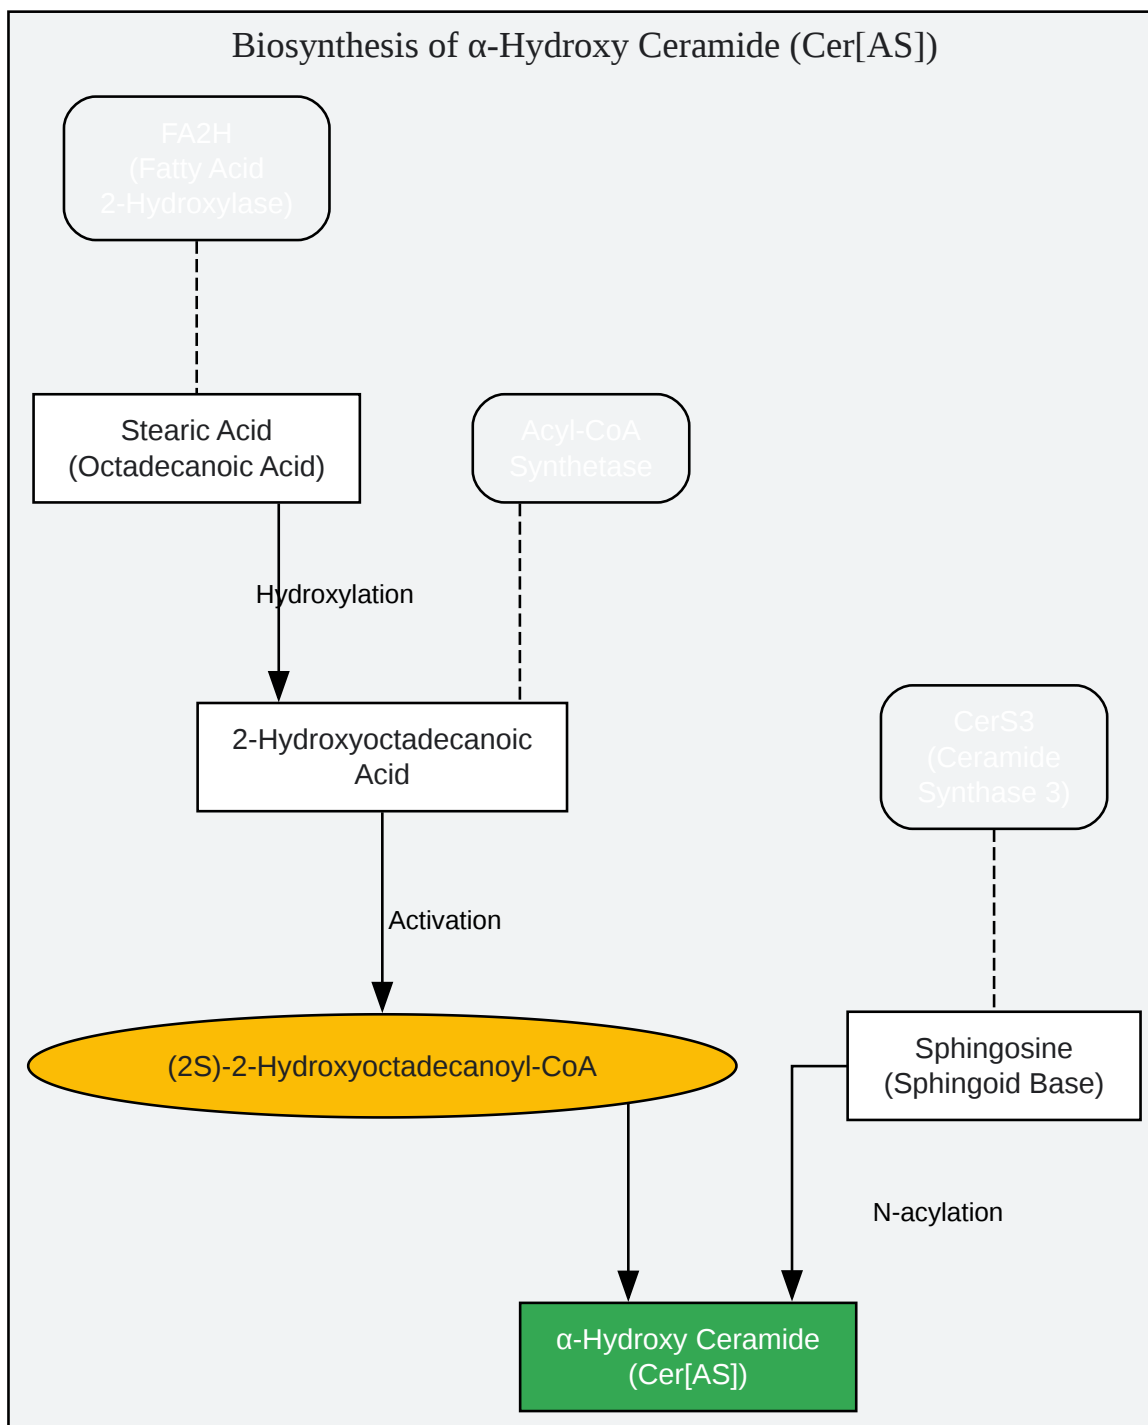 Biosynthesis of α-Hydroxy Ceramide (Cer[AS])
FA2H
(Fatty Acid
2-Hydroxylase)
Stearic Acid
(Octadecanoic Acid)
Acyl-CoA
Synthetase
Hydroxylation
2-Hydroxyoctadecanoic
Acid
CerS3
(Ceramide
Synthase 3)
Activation
(2S)-2-Hydroxyoctadecanoyl-CoA
Sphingosine
(Sphingoid Base)
N-acylation
α-Hydroxy Ceramide
(Cer[AS])